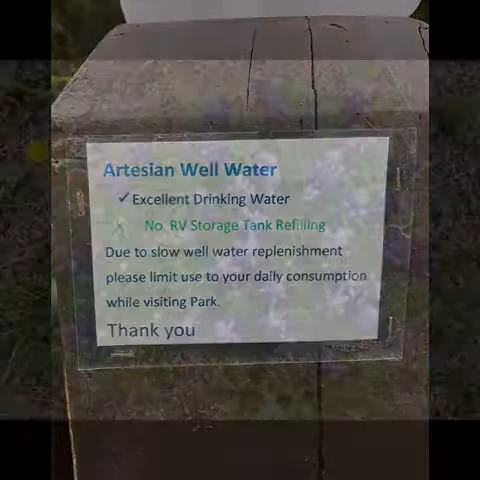 Artesian Well Water
✓Excellent Drinking Water
No RV Storage Tank Refilling
Due to slow well water replenishment
please limit use to your daily consumption
while visiting Park.
Thank you